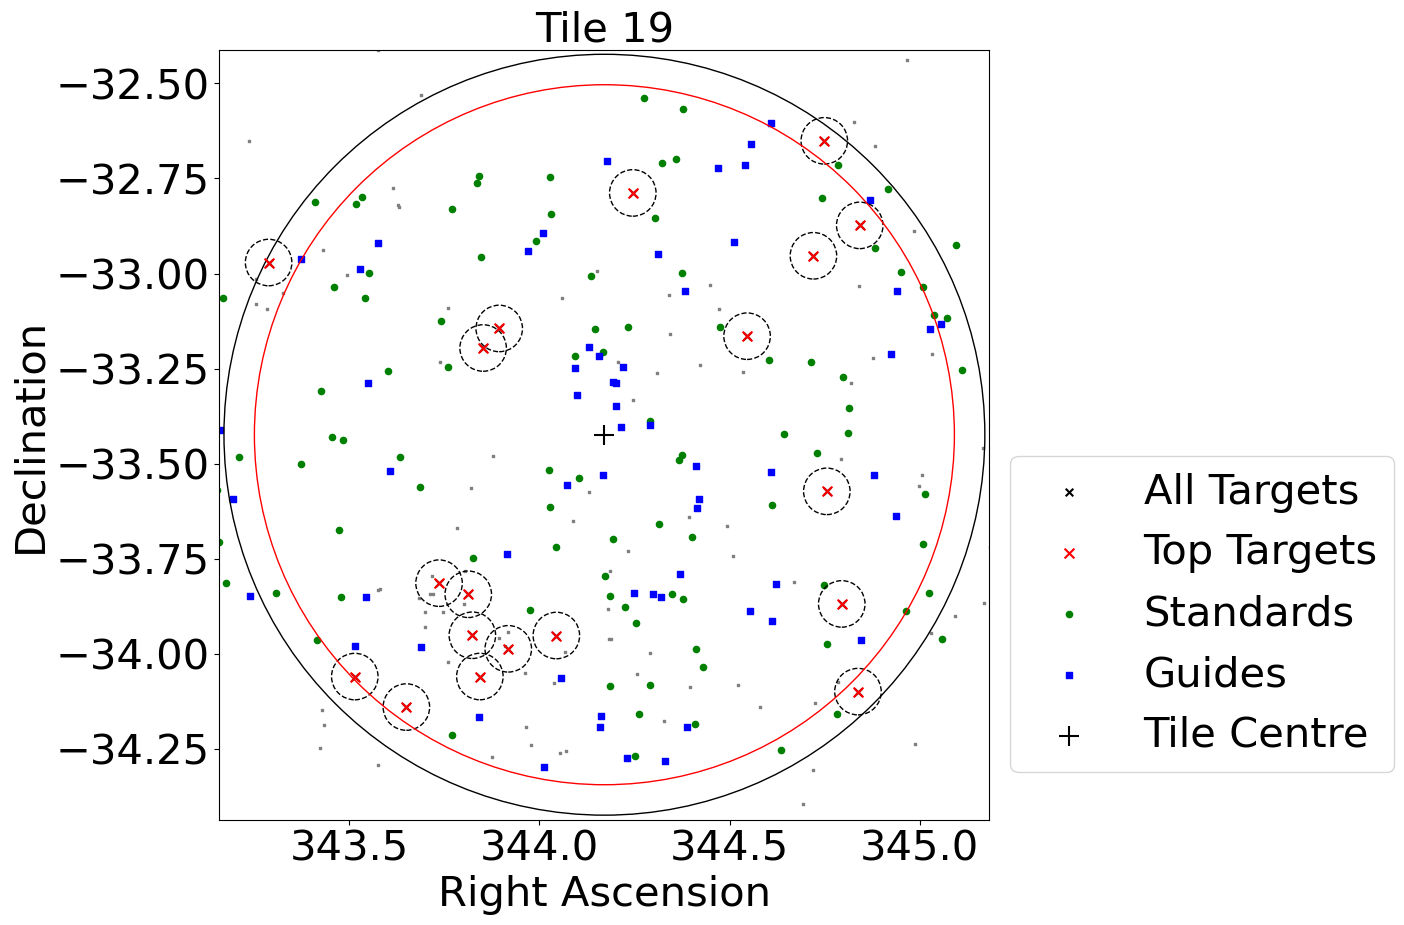 Tile 19
−32.50
−32.75
−33.00
−33.25
−33.50
−33.75
−34.00
−34.25
Declination
343.5 344.0 344.5 345.0
Right Ascension
All Targets
Top Targets
Standards
Guides
Tile Centre